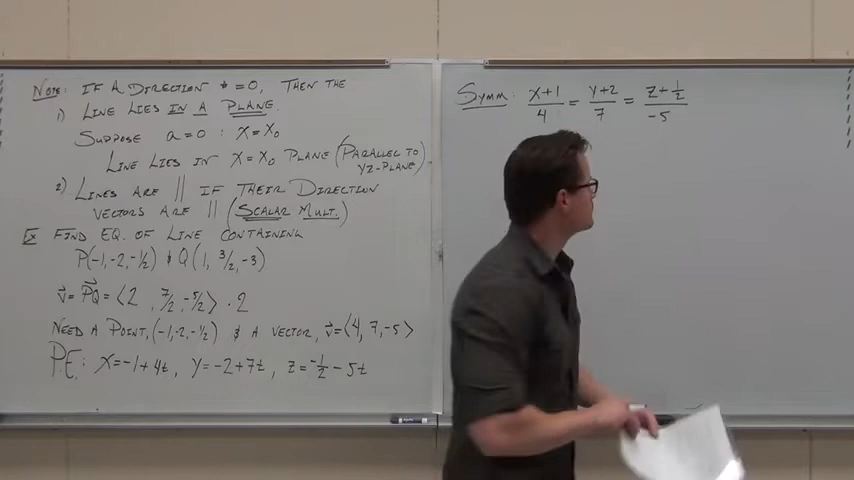 Note: IF A DIRECTION # = 0, THEN THE
1) LINE LIES IN A PLANE.
SUPPOSE a = 0 : X = X₀
LINE LIES IN X = X₀ PLANE (PARALLEL TO
YZ-PLANE)
2) LINES ARE || IF THEIR DIRECTION
VECTORS ARE || (SCALAR MULT.)
Ex FIND EQ. OF LINE CONTAINING
P(-1,-2,-1/2) & Q(1, 3/2, -3)
v⃗ = PQ⃗ = ⟨2, 7/2, -5/2⟩ · 2
NEED A POINT, (-1,-2,-1/2) & A VECTOR, v⃗ = ⟨4, 7, -5⟩
P.E.: X = -1 + 4t, Y = -2 + 7t, Z = -1/2 - 5t
SYMM: (X+1)/4 = (Y+2)/7 = (Z+1/2)/-5